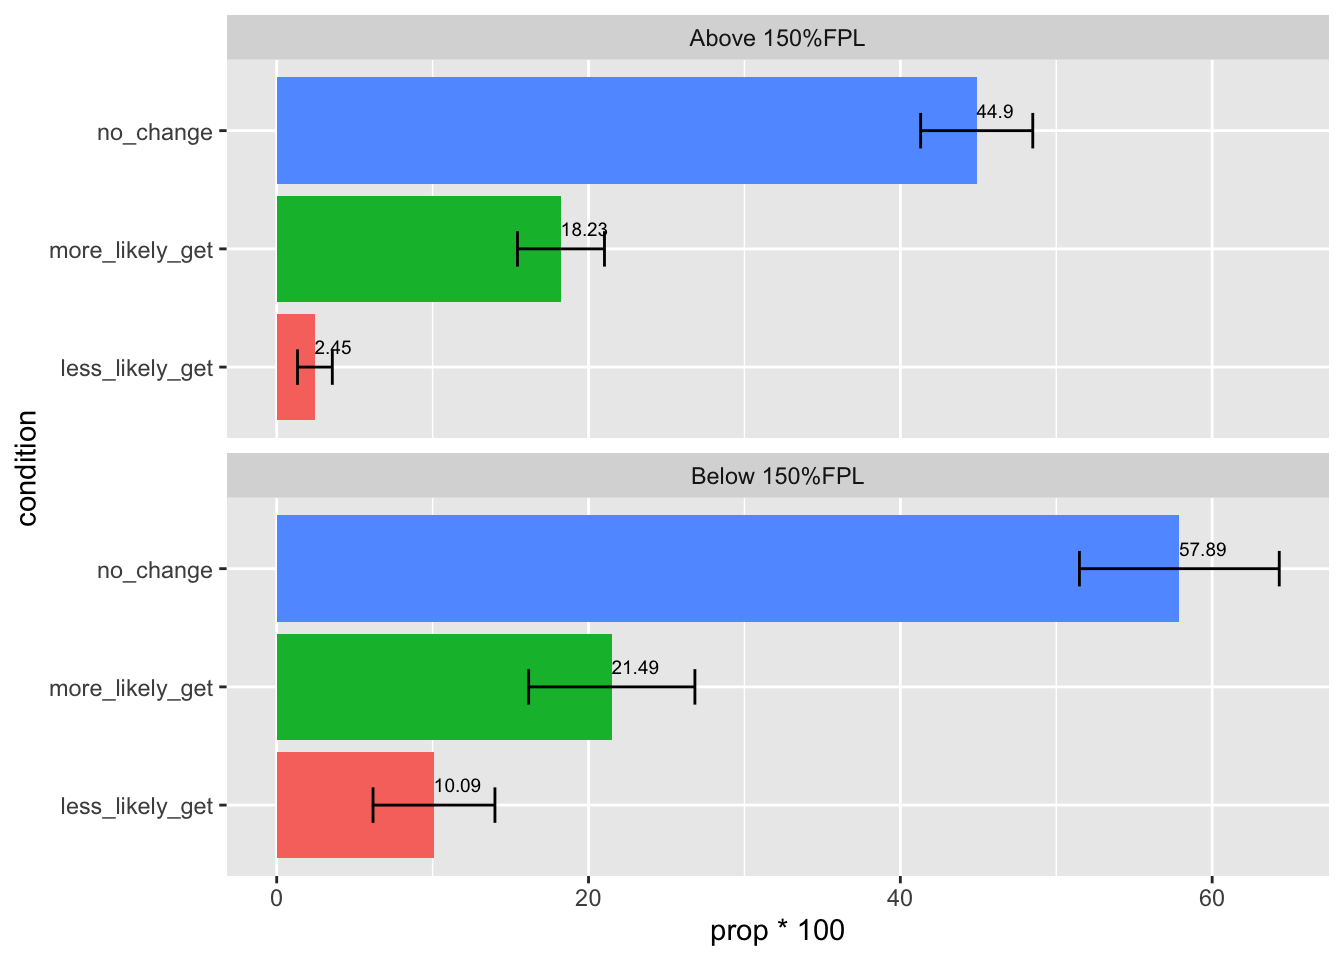 Above 150%FPL
no_change
44.9
more_likely_get
18.23
less_likely_get
2.45
condition
Below 150%FPL
no_change
57.89
more_likely_get
21.49
less_likely_get
10.09
0 20 40 60
prop * 100